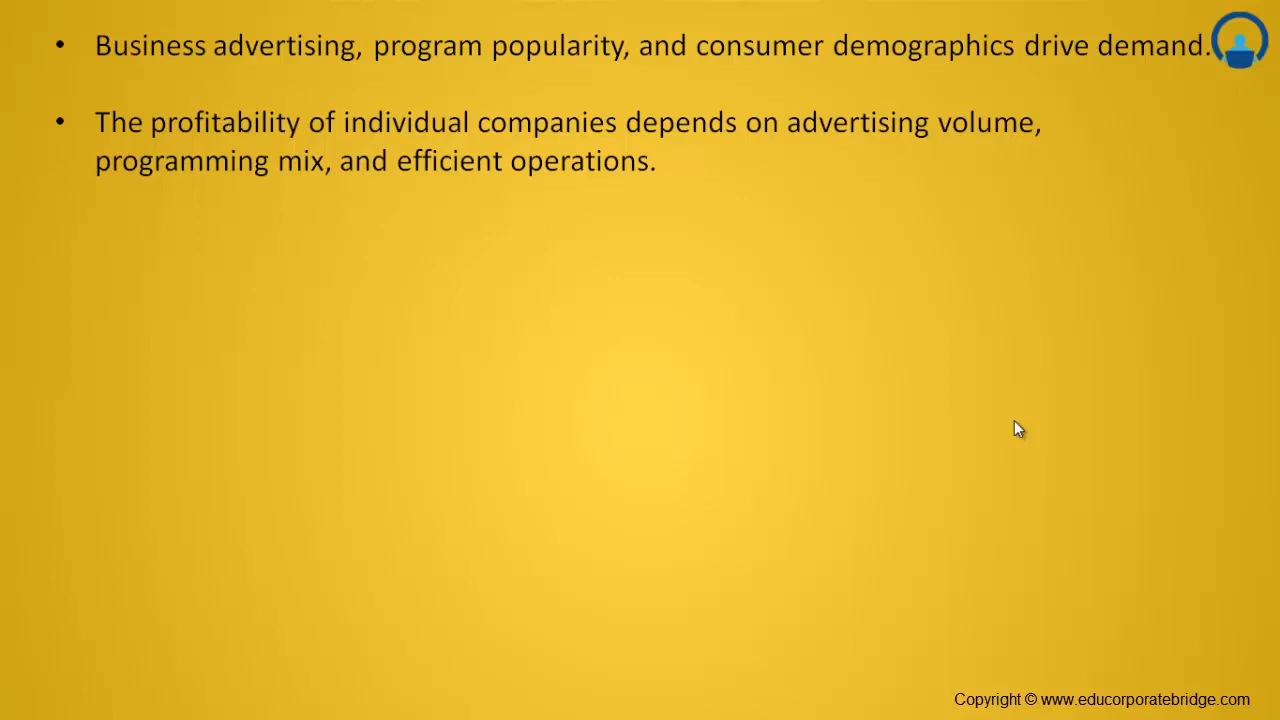 • Business advertising, program popularity, and consumer demographics drive demand.
• The profitability of individual companies depends on advertising volume,
programming mix, and efficient operations.
Copyright © www.educorporatebridge.com